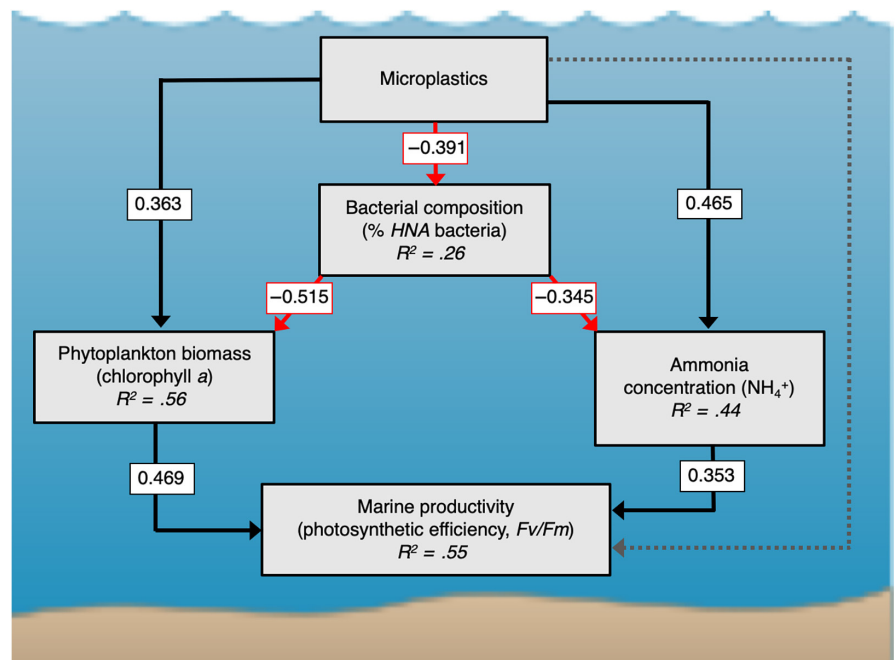 Microplastics
−0.391
0.363
0.465
Bacterial composition
(% HNA bacteria)
R² = .26
−0.515
−0.345
Phytoplankton biomass
(chlorophyll a)
R² = .56
Ammonia
concentration (NH₄⁺)
R² = .44
0.469
0.353
Marine productivity
(photosynthetic efficiency, Fv/Fm)
R² = .55